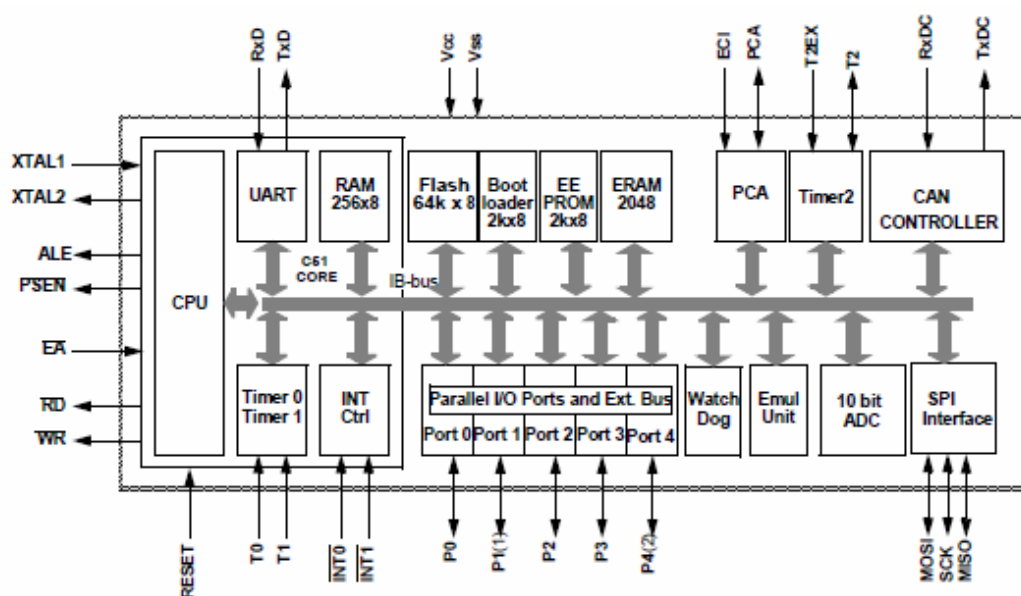 RxD
TxD
Vcc
Vss
ECI
PCA
T2EX
T2
RxDC
TxDC
XTAL1
XTAL2
ALE
PSEN
EA
RD
WR
CPU
UART
RAM
256x8
Flash
64k x 8
Boot
loader
2kx8
EE
PROM
2kx8
ERAM
2048
PCA
Timer2
CAN
CONTROLLER
C51
CORE
IB-bus
Timer 0
Timer 1
INT
Ctrl
Parallel I/O Ports and Ext. Bus
Port 0
Port 1
Port 2
Port 3
Port 4
Watch
Dog
Emul
Unit
10 bit
ADC
SPI
Interface
RESET
T0
T1
INT0
INT1
P0
P1(1)
P2
P3
P4(2)
MOSI
SCK
MISO